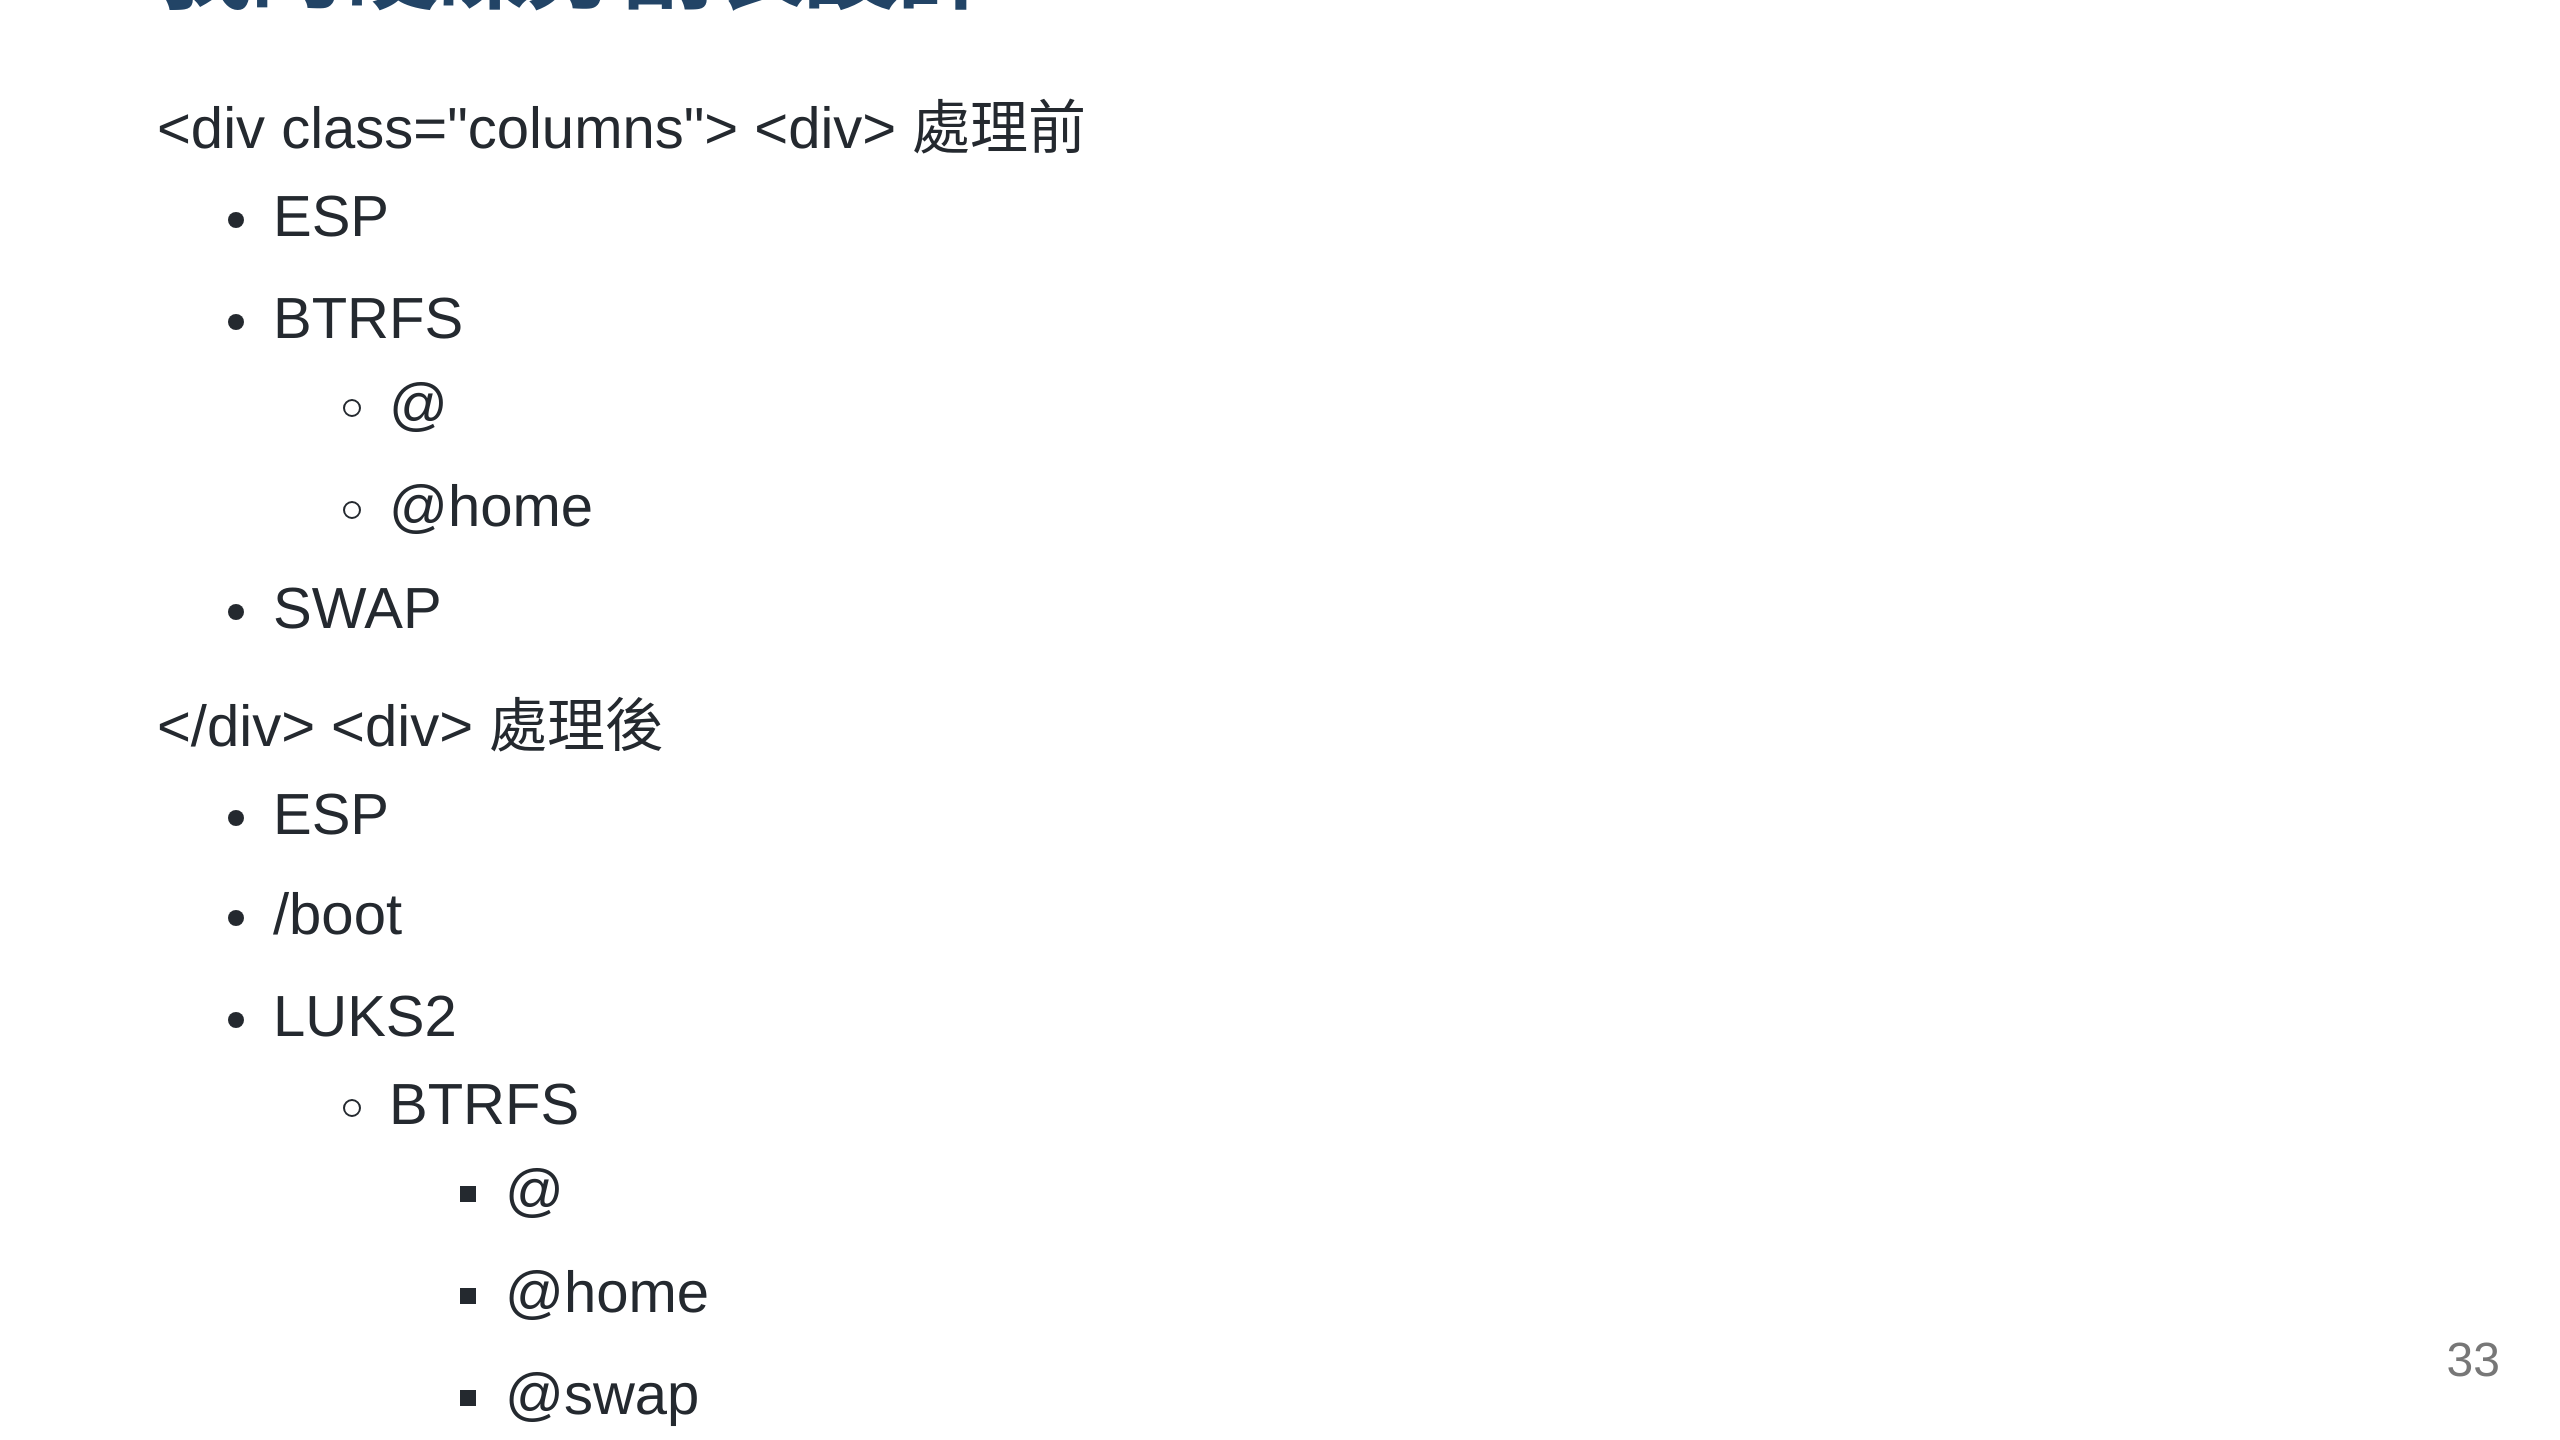 <div class="columns"> <div> 處理前
ESP
BTRFS
@
@home
SWAP
</div> <div> 處理後
ESP
/boot
LUKS2
BTRFS
@
@home
@swap
33